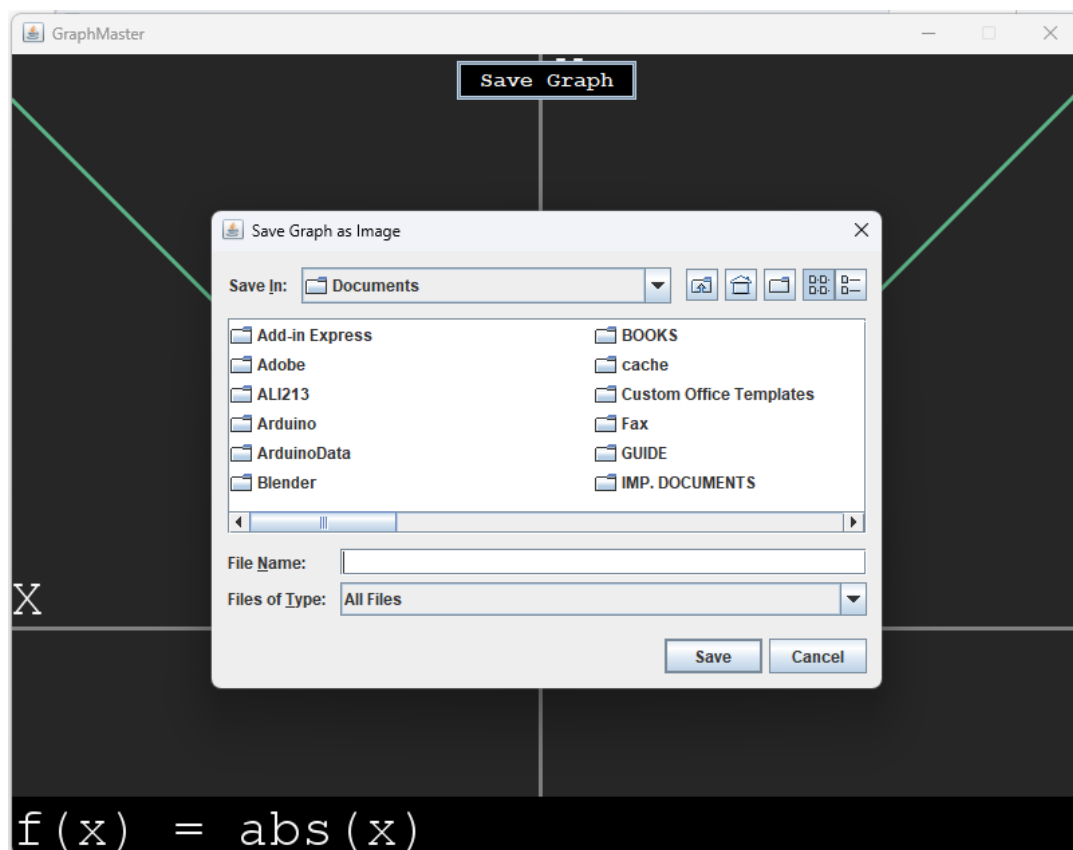 GraphMaster
Save Graph
Save Graph as Image
Save In: Documents
Add-in Express
Adobe
ALI213
Arduino
ArduinoData
Blender
BOOKS
cache
Custom Office Templates
Fax
GUIDE
IMP. DOCUMENTS
File Name:
Files of Type: All Files
Save Cancel
X
f(x) = abs(x)